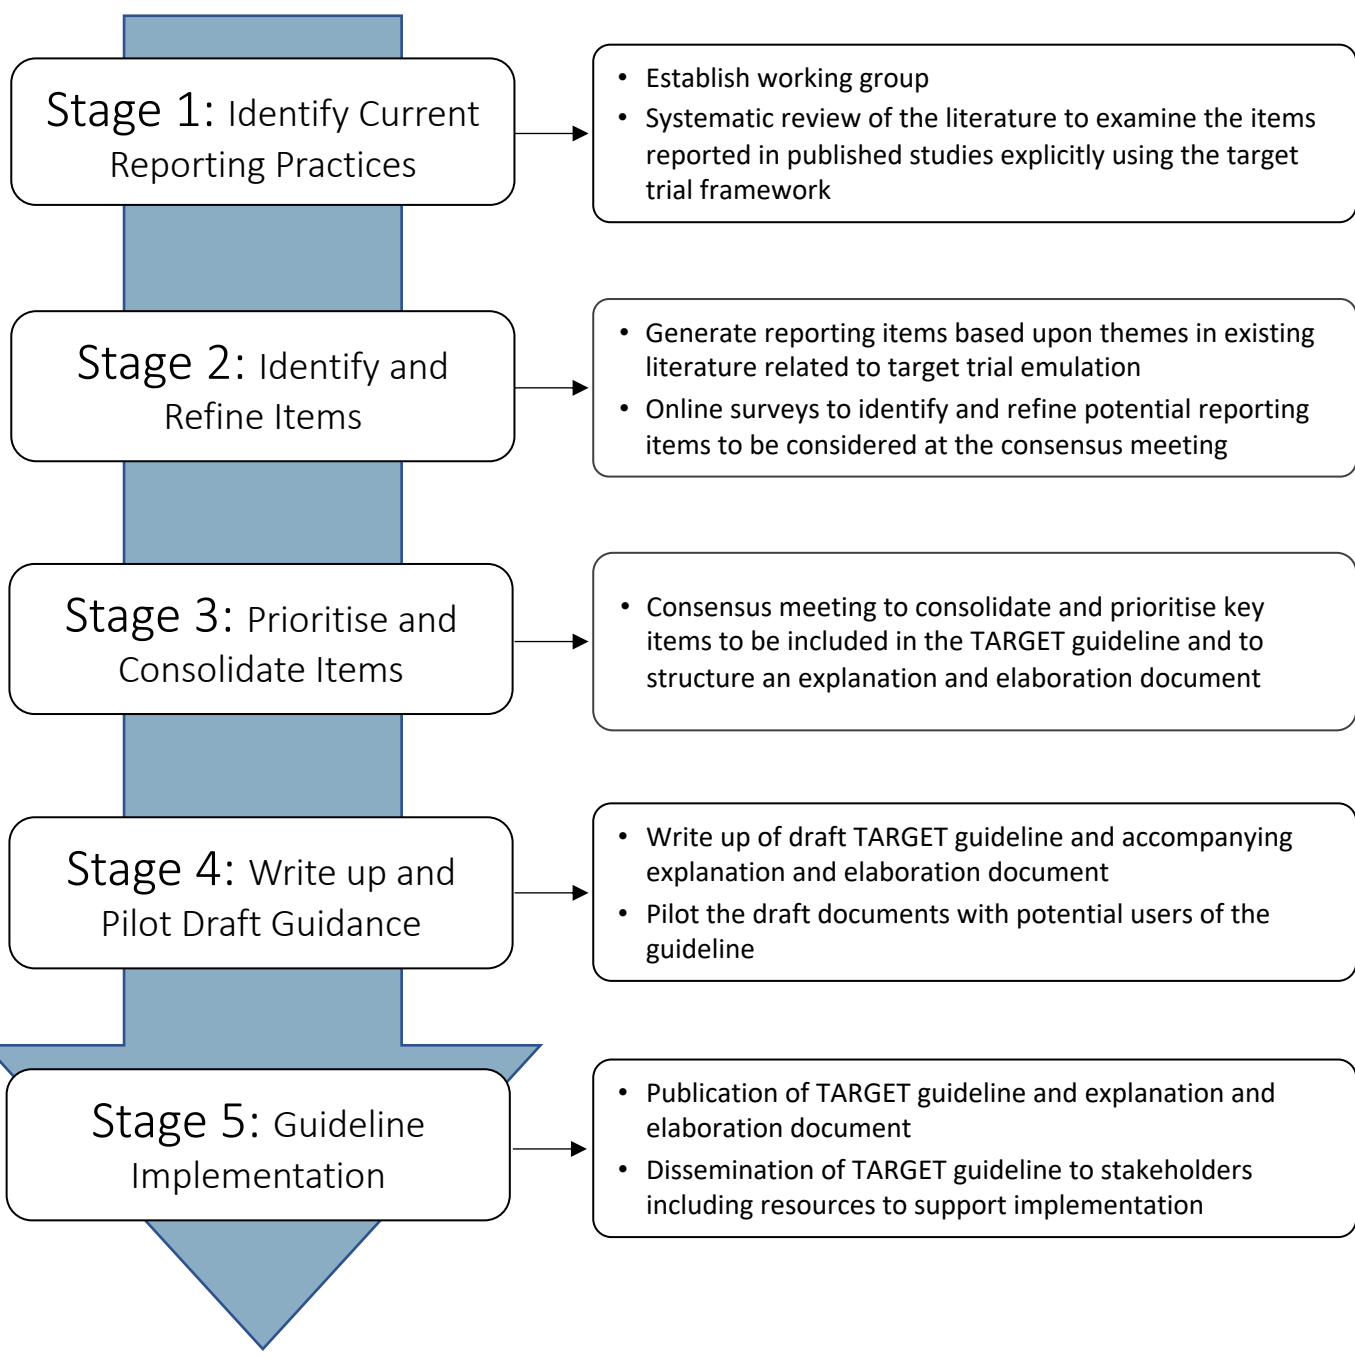 Stage 1: Identify Current
Reporting Practices
• Establish working group
• Systematic review of the literature to examine the items
reported in published studies explicitly using the target
trial framework
Stage 2: Identify and
Refine Items
• Generate reporting items based upon themes in existing
literature related to target trial emulation
• Online surveys to identify and refine potential reporting
items to be considered at the consensus meeting
Stage 3: Prioritise and
Consolidate Items
• Consensus meeting to consolidate and prioritise key
items to be included in the TARGET guideline and to
structure an explanation and elaboration document
Stage 4: Write up and
Pilot Draft Guidance
• Write up of draft TARGET guideline and accompanying
explanation and elaboration document
• Pilot the draft documents with potential users of the
guideline
Stage 5: Guideline
Implementation
• Publication of TARGET guideline and explanation and
elaboration document
• Dissemination of TARGET guideline to stakeholders
including resources to support implementation